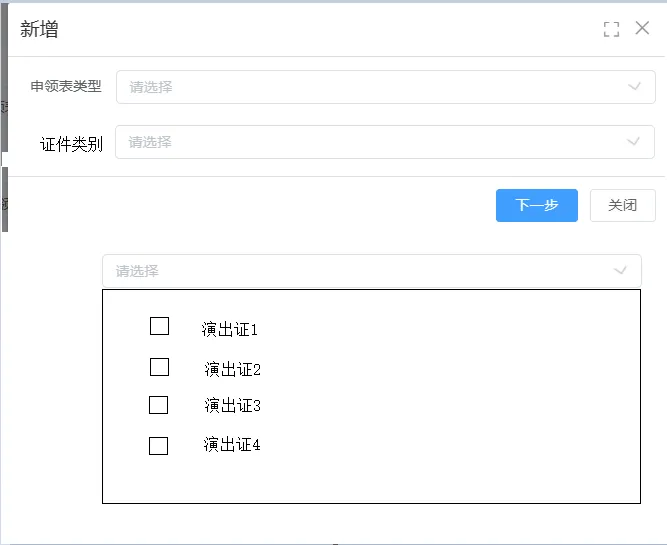 新增
申领表类型 请选择
证件类别 请选择
下一步 关闭
请选择
演出证1
演出证2
演出证3
演出证4